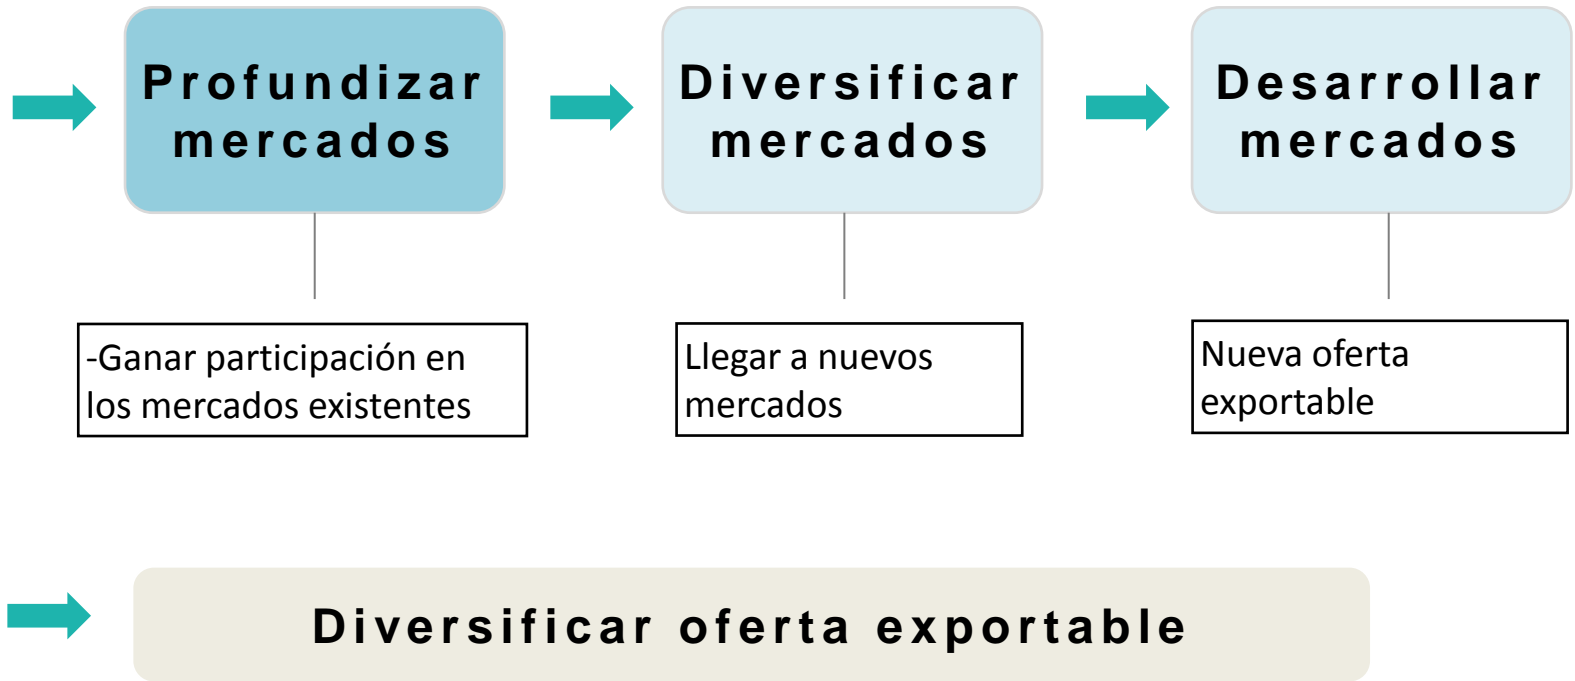 Profundizar
mercados
Diversificar
mercados
Desarrollar
mercados
-Ganar participación en
los mercados existentes
Llegar a nuevos
mercados
Nueva oferta
exportable
Diversificar oferta exportable